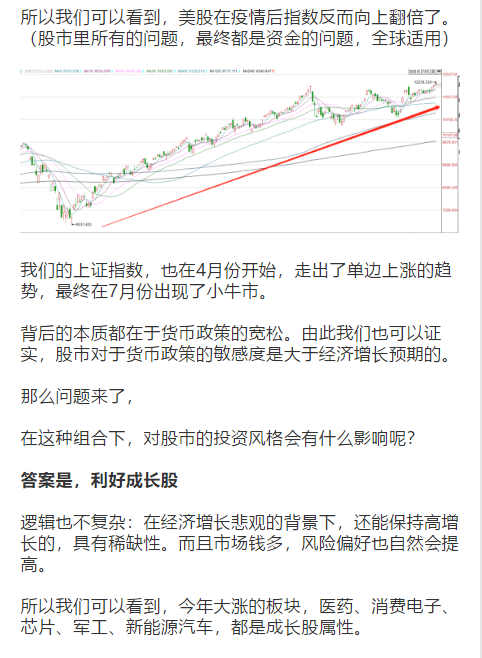 所以我们可以看到，美股在疫情后指数反而向上翻倍了。
（股市里所有的问题，最终都是资金的问题，全球适用）
我们的上证指数，也在4月份开始，走出了单边上涨的趋
势，最终在7月份出现了小牛市。
背后的本质都在于货币政策的宽松。由此我们也可以证
实，股市对于货币政策的敏感度是大于经济增长预期的。
那么问题来了，
在这种组合下，对股市的投资风格会有什么影响呢？
答案是，利好成长股
逻辑也不复杂：在经济增长悲观的背景下，还能保持高增
长的，具有稀缺性。而且市场钱多，风险偏好也自然会提
高。
所以我们可以看到，今年大涨的板块，医药、消费电子、
芯片、军工、新能源汽车，都是成长股属性。